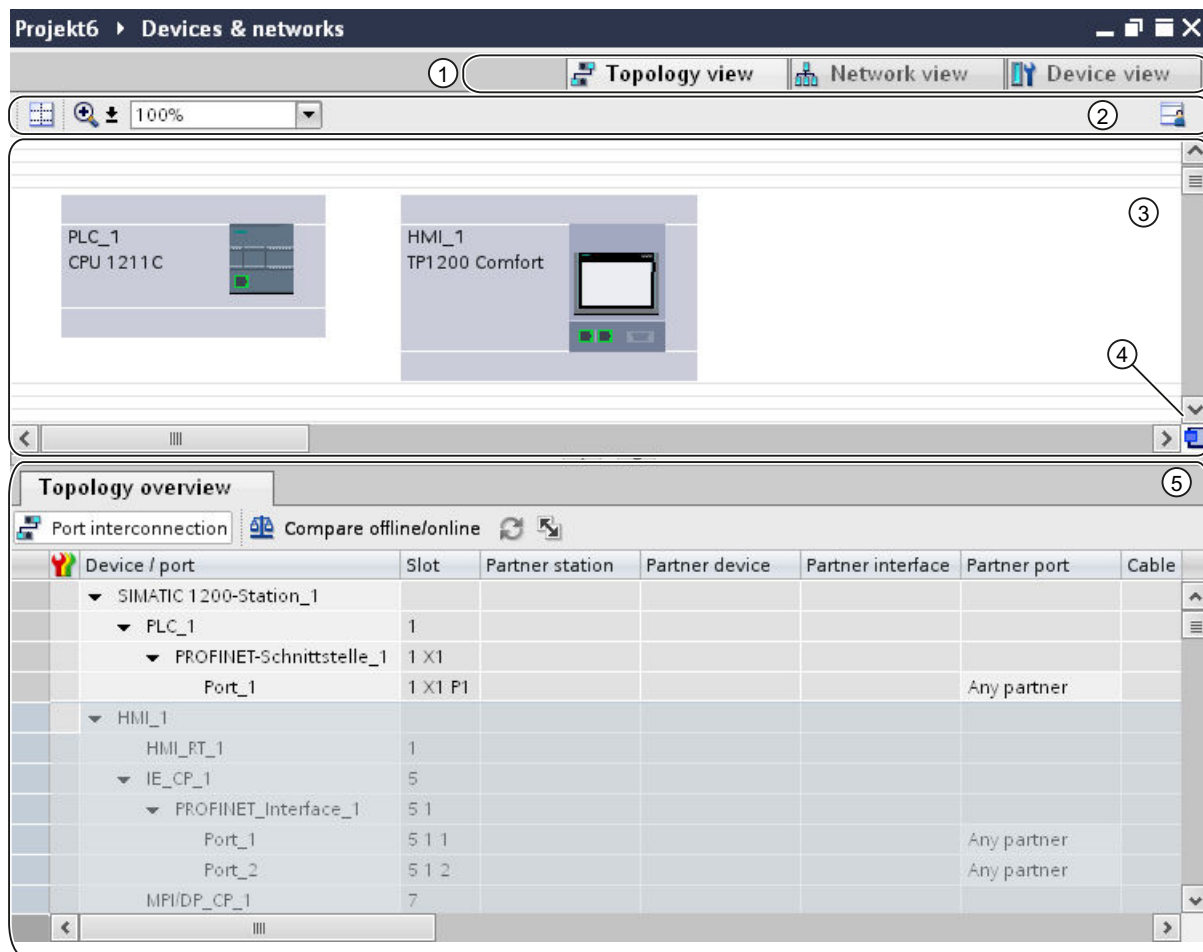 Projekt6 ▸ Devices & networks
1 Topology view Network view Device view
100% 2
3
PLC_1
CPU 1211C
HMI_1
TP1200 Comfort
4
Topology overview 5
Port interconnection Compare offline/online
Device / port Slot Partner station Partner device Partner interface Partner port Cable
SIMATIC 1200-Station_1
PLC_1 1
PROFINET-Schnittstelle_1 1 X1
Port_1 1 X1 P1 Any partner
HMI_1
HMI_RT_1 1
IE_CP_1 5
PROFINET_Interface_1 5 1
Port_1 5 1 1 Any partner
Port_2 5 1 2 Any partner
MPI/DP_CP_1 7